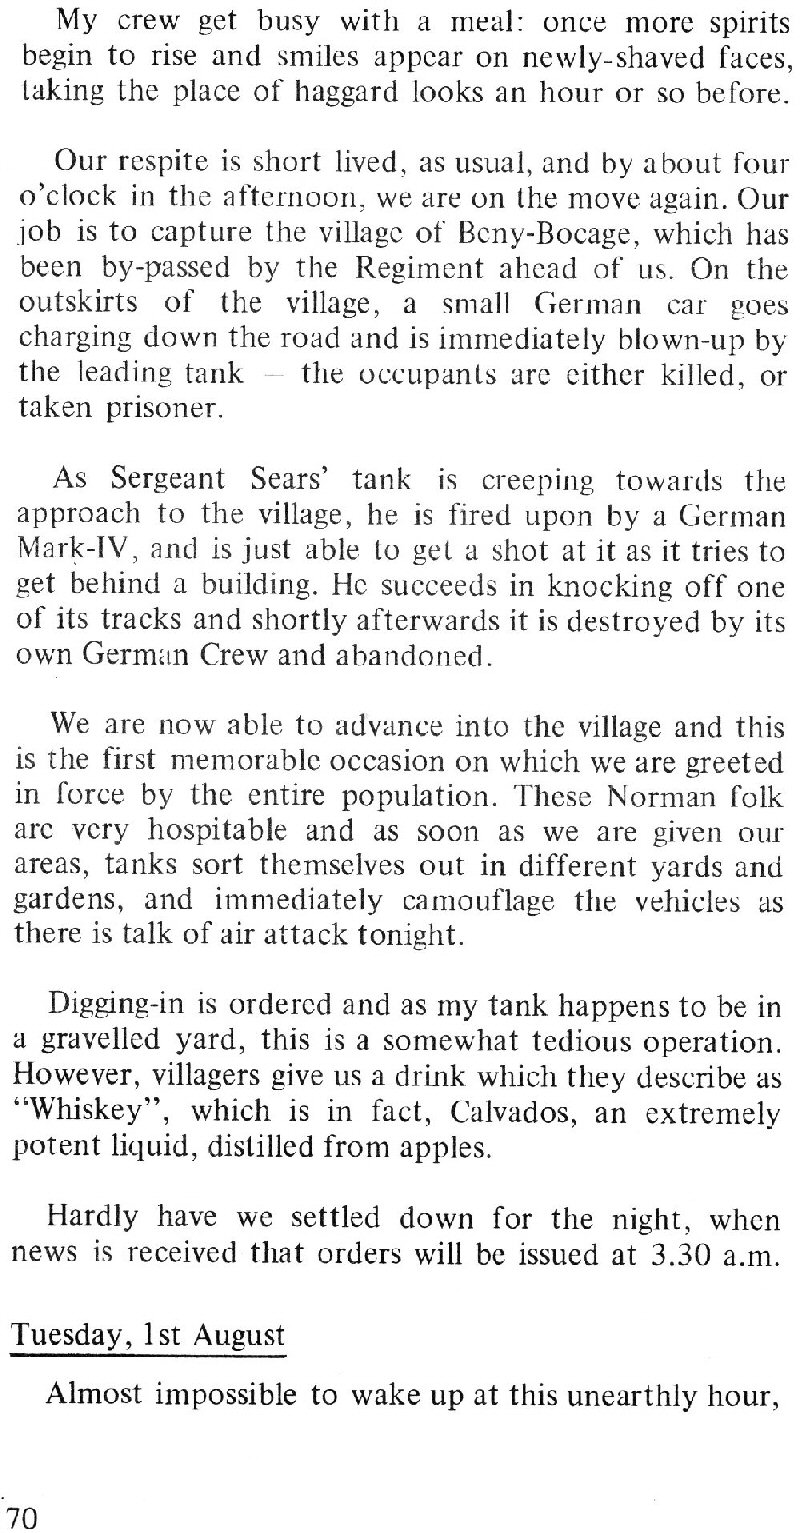 My crew get busy with a meal: once more spirits
begin to rise and smiles appear on newly-shaved faces,
taking the place of haggard looks an hour or so before.
Our respite is short lived, as usual, and by about four
o'clock in the afternoon, we are on the move again. Our
job is to capture the village of Beny-Bocage, which has
been by-passed by the Regiment ahead of us. On the
outskirts of the village, a small German car goes
charging down the road and is immediately blown-up by
the leading tank — the occupants are either killed, or
taken prisoner.
As Sergeant Sears' tank is creeping towards the
approach to the village, he is fired upon by a German
Mark-IV, and is just able to get a shot at it as it tries to
get behind a building. He succeeds in knocking off one
of its tracks and shortly afterwards it is destroyed by its
own German Crew and abandoned.
We are now able to advance into the village and this
is the first memorable occasion on which we are greeted
in force by the entire population. These Norman folk
are very hospitable and as soon as we are given our
areas, tanks sort themselves out in different yards and
gardens, and immediately camouflage the vehicles as
there is talk of air attack tonight.
Digging-in is ordered and as my tank happens to be in
a gravelled yard, this is a somewhat tedious operation.
However, villagers give us a drink which they describe as
“Whiskey”, which is in fact, Calvados, an extremely
potent liquid, distilled from apples.
Hardly have we settled down for the night, when
news is received that orders will be issued at 3.30 a.m.
Tuesday, 1st August
Almost impossible to wake up at this unearthly hour,
70